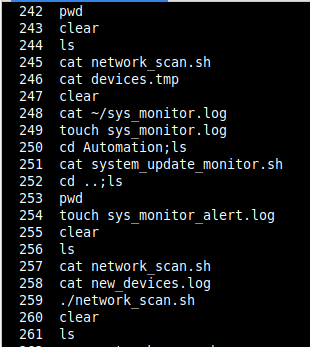 242 pwd
243 clear
244 ls
245 cat network_scan.sh
246 cat devices.tmp
247 clear
248 cat ~/sys_monitor.log
249 touch sys_monitor.log
250 cd Automation;ls
251 cat system_update_monitor.sh
252 cd ..;ls
253 pwd
254 touch sys_monitor_alert.log
255 clear
256 ls
257 cat network_scan.sh
258 cat new_devices.log
259 ./network_scan.sh
260 clear
261 ls